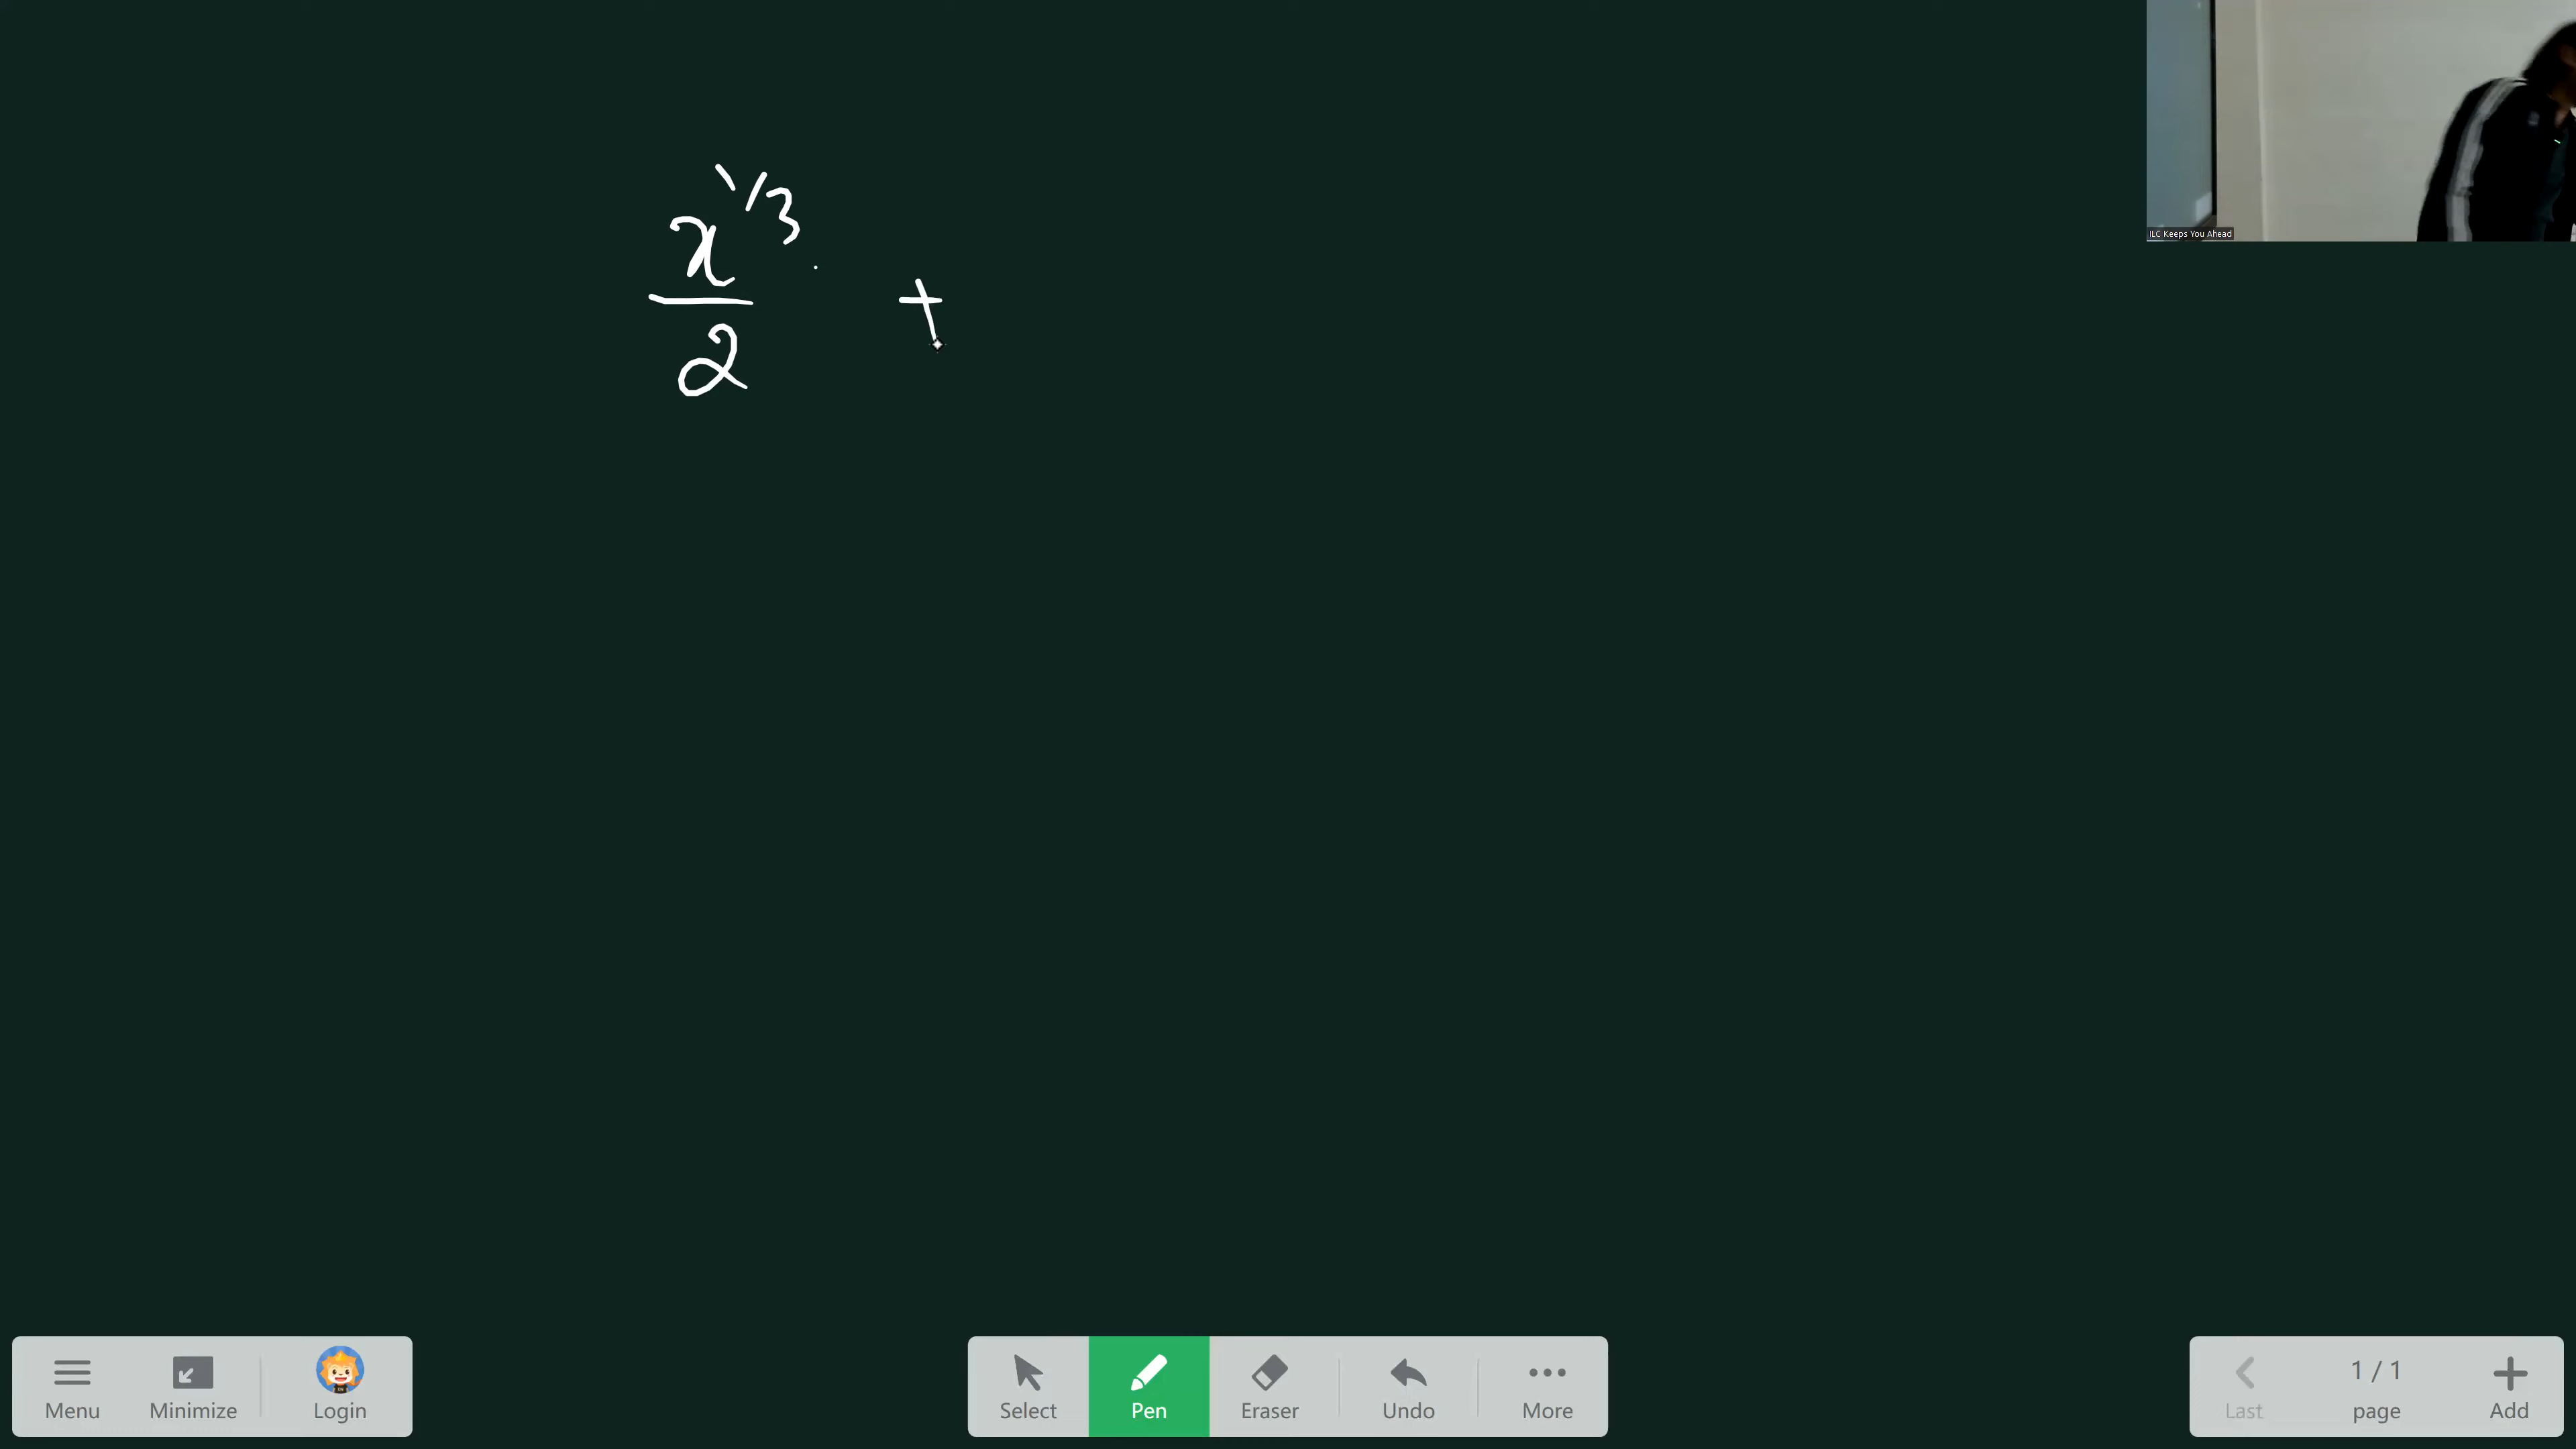 x^{1/3}/2 +
ILC Keeps You Ahead
Menu Minimize Login Select Pen Eraser Undo More Last 1 / 1 page Add